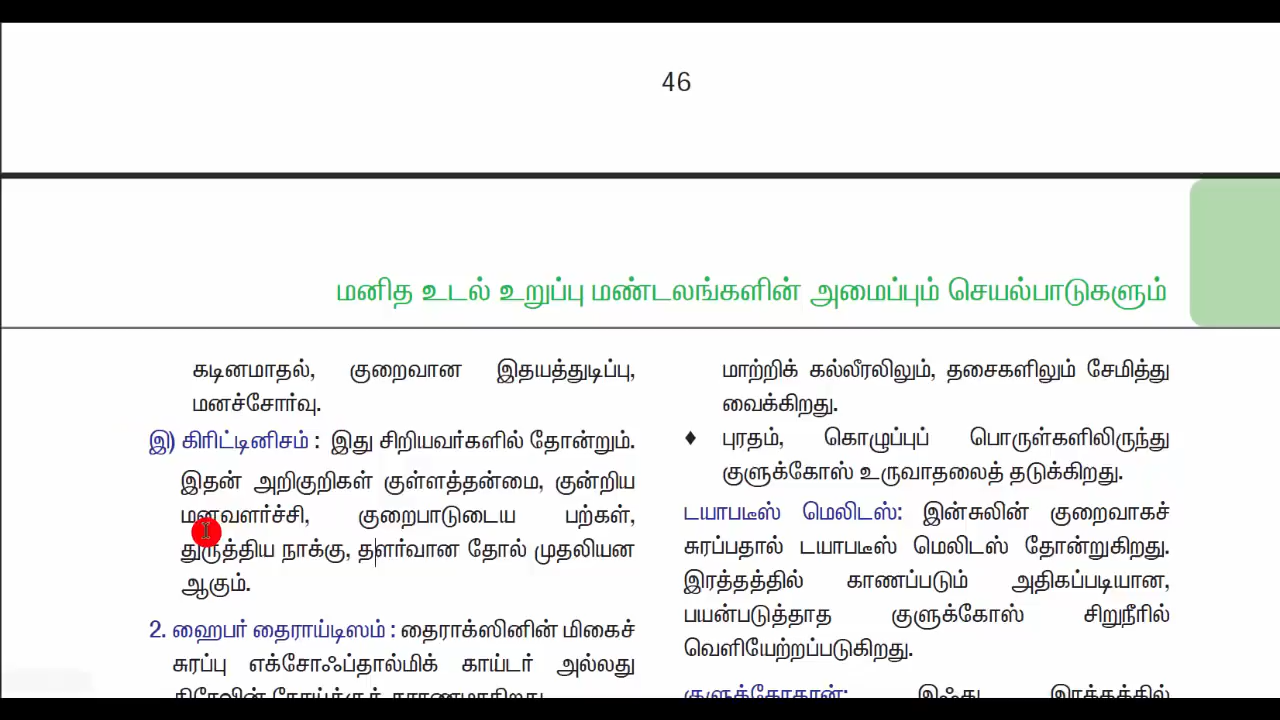 46
மனித உடல் உறுப்பு மண்டலங்களின் அமைப்பும் செயல்பாடுகளும்
கடினமாதல், குறைவான இதயத்துடிப்பு,
மனச்சோர்வு.
இ) கிரிட்டினிசம் : இது சிறியவர்களில் தோன்றும்.
இதன் அறிகுறிகள் குள்ளத்தன்மை, குன்றிய
மனவளர்ச்சி, குறைபாடுடைய பற்கள்,
துருத்திய நாக்கு, தளர்வான தோல் முதலியன
ஆகும்.
2. ஹைபர் தைராய்டிஸம் : தைராக்ஸினின் மிகைச்
சுரப்பு எக்சோஃப்தால்மிக் காய்டர் அல்லது
மாற்றிக் கல்லீரலிலும், தசைகளிலும் சேமித்து
வைக்கிறது.
♦ புரதம், கொழுப்புப் பொருள்களிலிருந்து
குளுக்கோஸ் உருவாதலைத் தடுக்கிறது.
டயாபடீஸ் மெலிடஸ்: இன்சுலின் குறைவாகச்
சுரப்பதால் டயாபடீஸ் மெலிடஸ் தோன்றுகிறது.
இரத்தத்தில் காணப்படும் அதிகப்படியான,
பயன்படுத்தாத குளுக்கோஸ் சிறுநீரில்
வெளியேற்றப்படுகிறது.
குளுக்கோகான்: இஃது இரத்தத்தில்